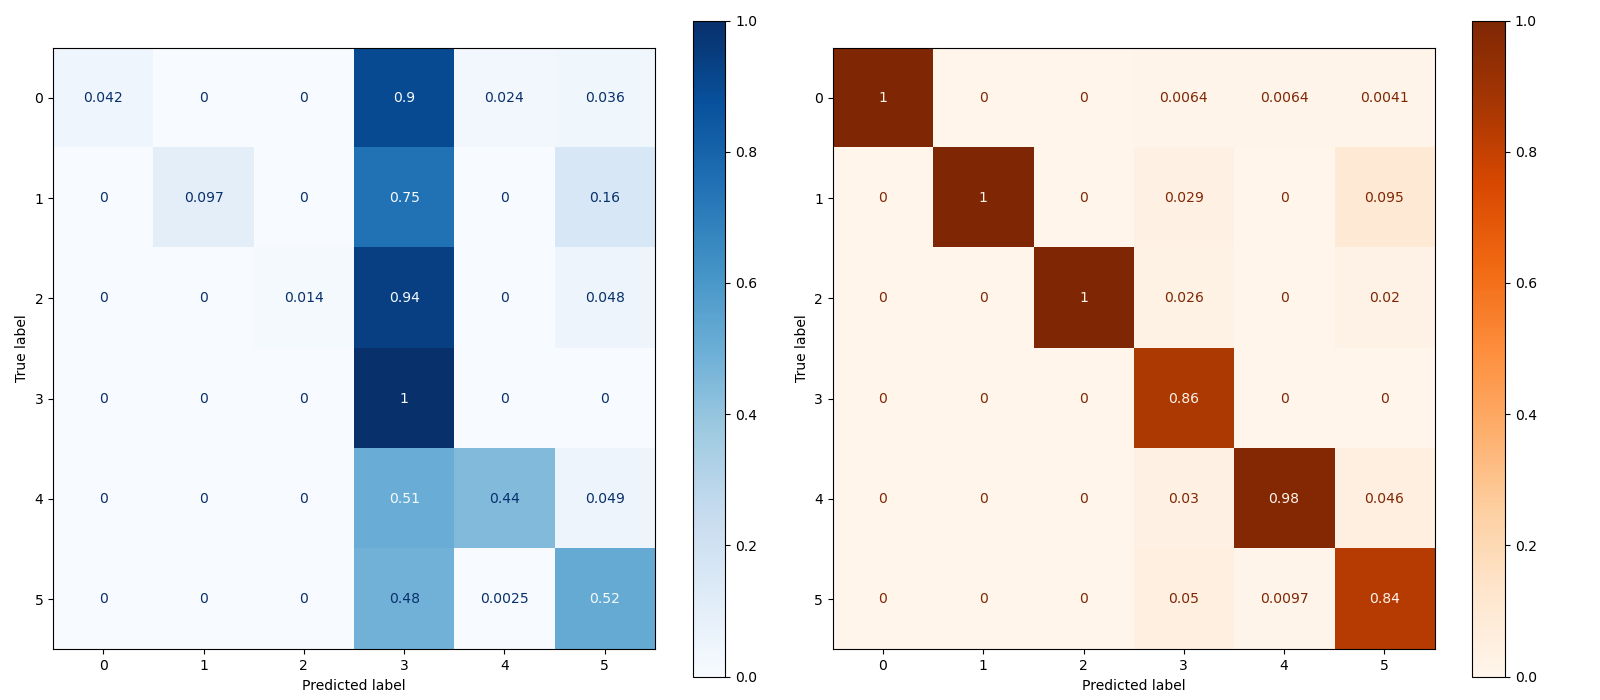 1.0
0.8
0.6
0.4
0.2
0.0
True label
0 0.042 0 0 0.9 0.024 0.036
1 0 0.097 0 0.75 0 0.16
2 0 0 0.014 0.94 0 0.048
3 0 0 0 1 0 0
4 0 0 0 0.51 0.44 0.049
5 0 0 0 0.48 0.0025 0.52
0 1 2 3 4 5
Predicted label
1.0
0.8
0.6
0.4
0.2
0.0
True label
0 1 0 0 0.0064 0.0064 0.0041
1 0 1 0 0.029 0 0.095
2 0 0 1 0.026 0 0.02
3 0 0 0 0.86 0 0
4 0 0 0 0.03 0.98 0.046
5 0 0 0 0.05 0.0097 0.84
0 1 2 3 4 5
Predicted label